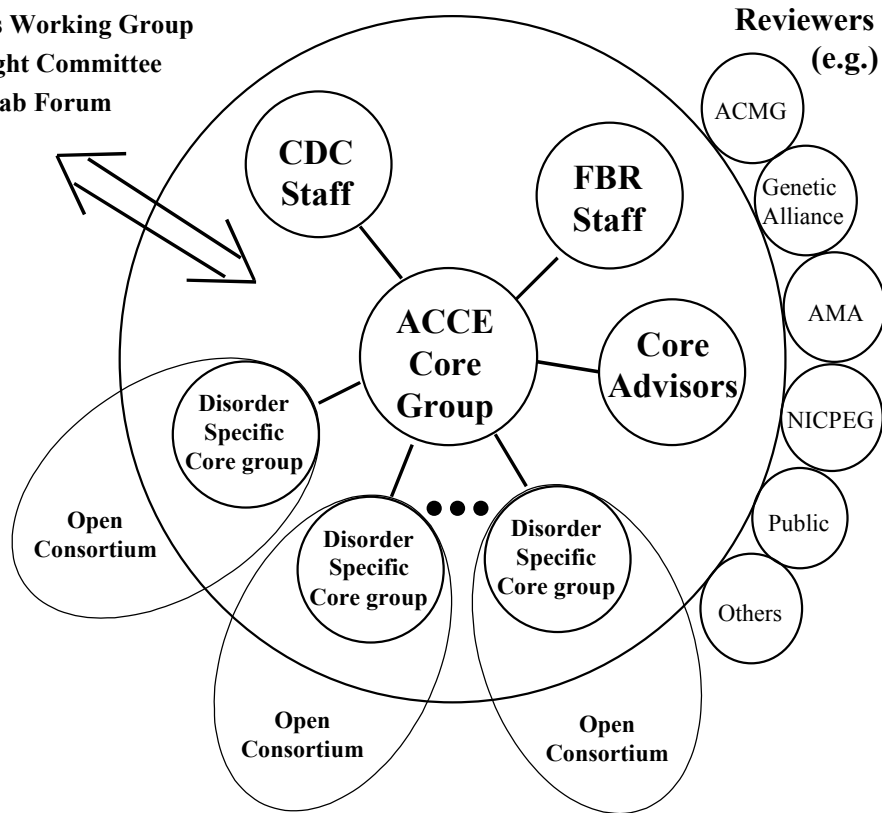 Working Group
Committee
Forum
Reviewers
(e.g.)
CDC
Staff
FBR
Staff
ACCE
Core
Group
Core
Advisors
Disorder
Specific
Core group
Open
Consortium
Disorder
Specific
Core group
Open
Consortium
Disorder
Specific
Core group
Open
Consortium
ACMG
Genetic
Alliance
AMA
NICPEG
Public
Others